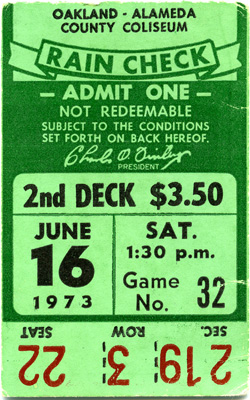 OAKLAND - ALAMEDA
COUNTY COLISEUM
RAIN CHECK
— ADMIT ONE —
NOT REDEEMABLE
SUBJECT TO THE CONDITIONS
SET FORTH ON BACK HEREOF.
Charles O. Finley
PRESIDENT
2nd DECK $3.50
JUNE
16
1973
SAT.
1:30 p.m.
Game
No. 32
SEC. ROW SEAT
219 3 22